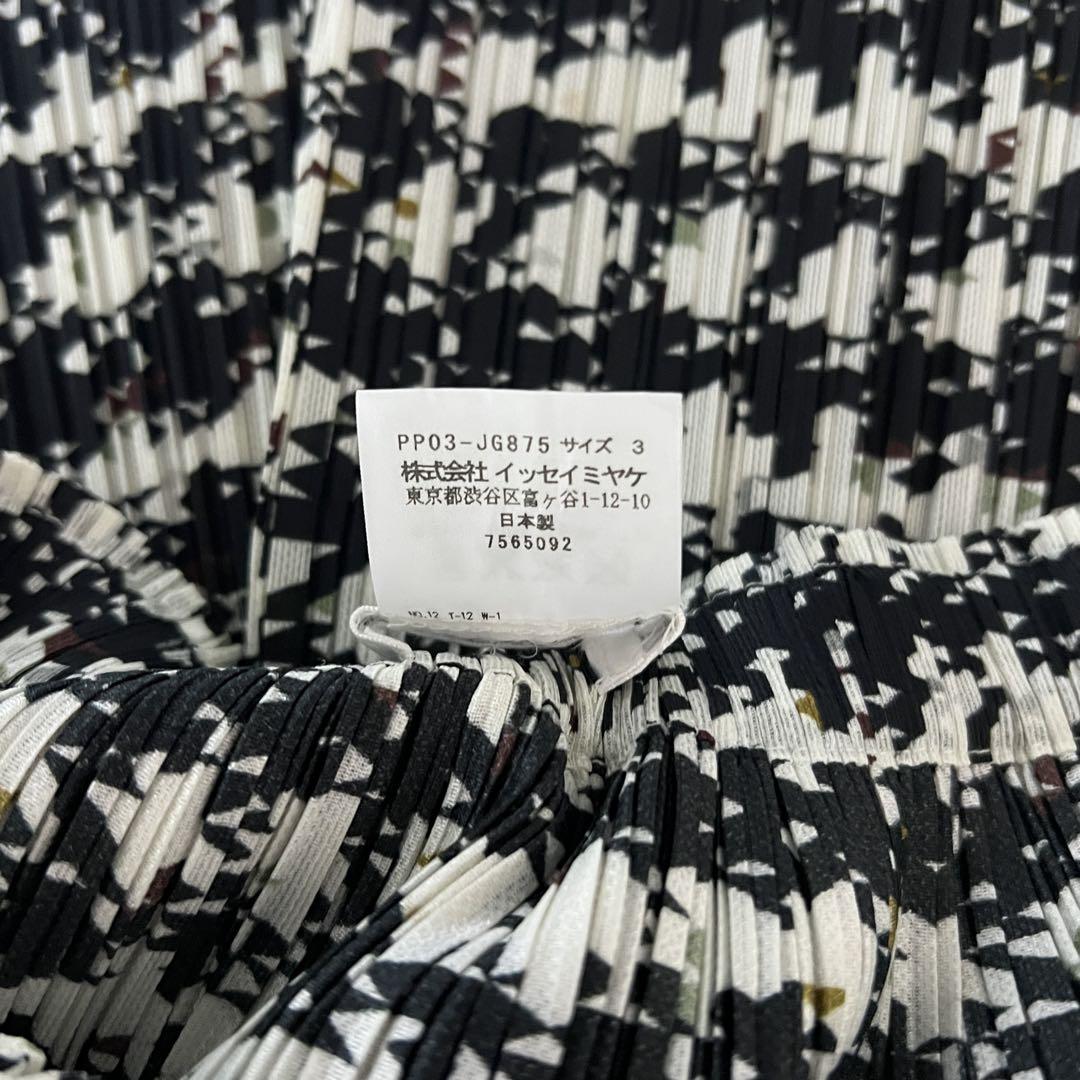 PP03-JG875 サイズ 3
株式会社 イッセイミヤケ
東京都渋谷区富ヶ谷1-12-10
日本製
7565092
NO.12 T-12 W-1